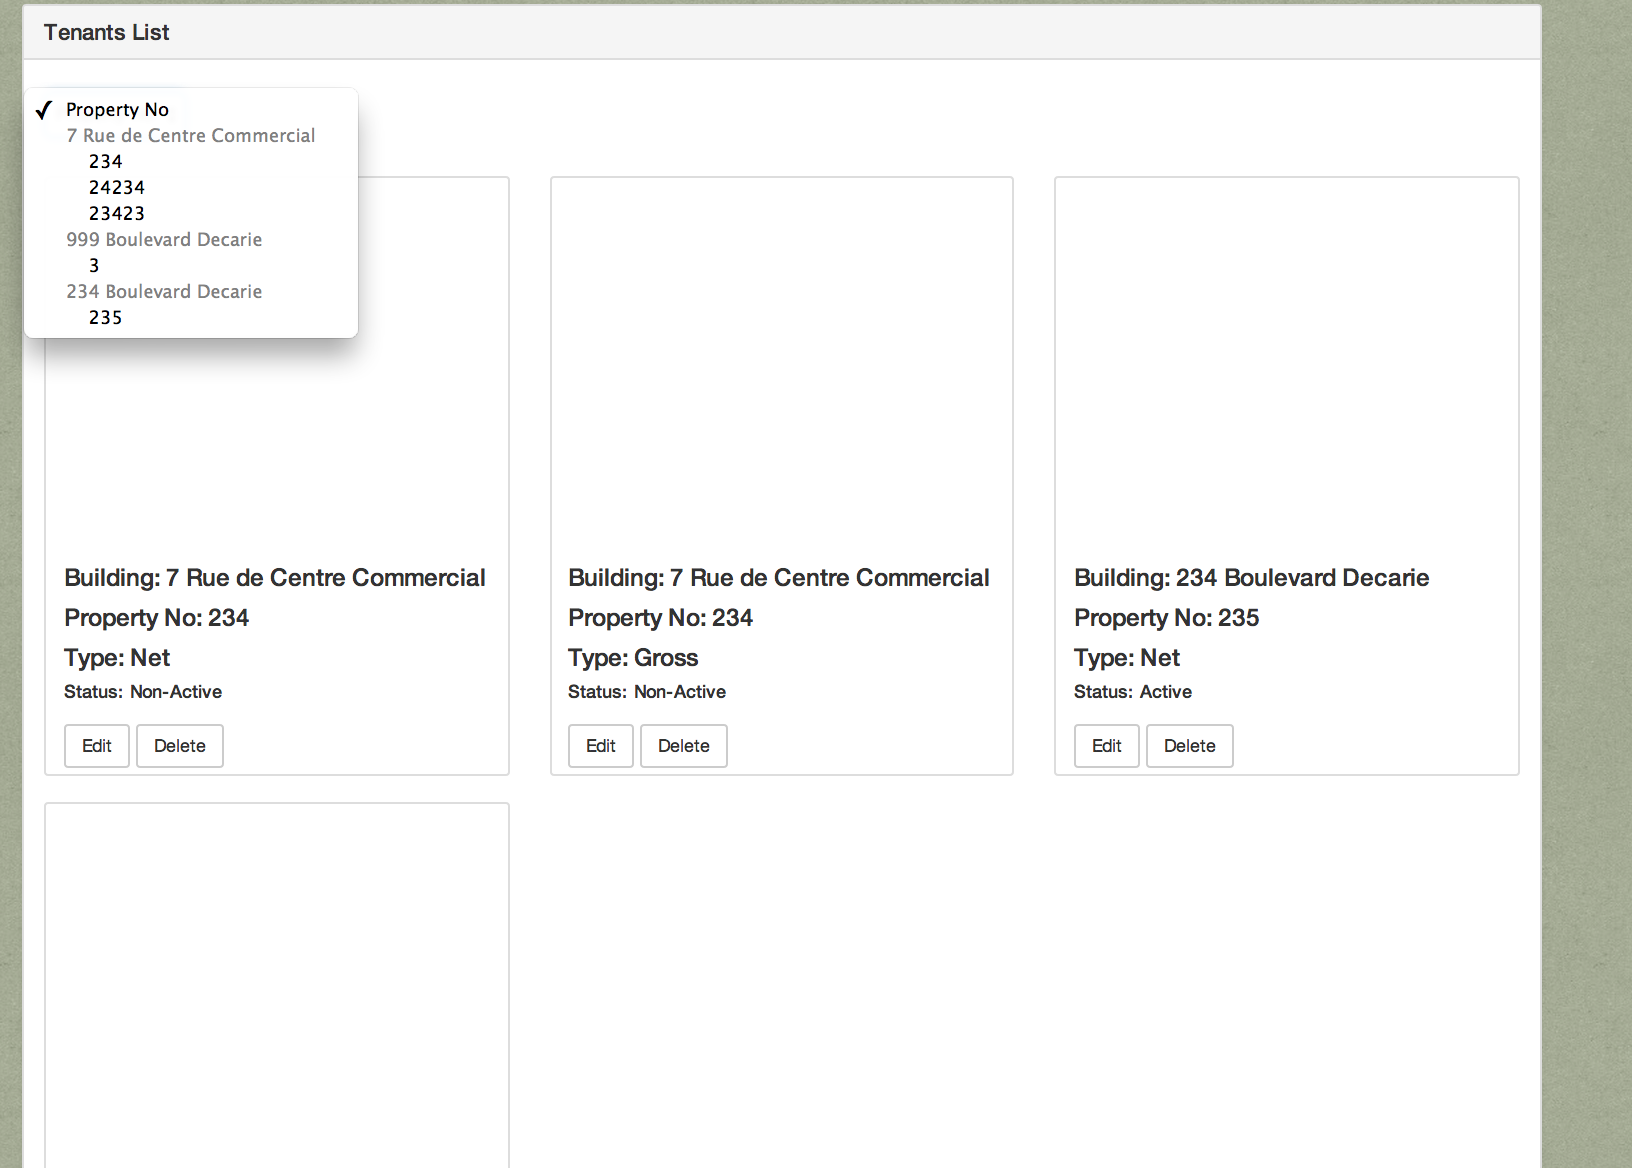 Tenants List
✓ Property No
7 Rue de Centre Commercial
234
24234
23423
999 Boulevard Decarie
3
234 Boulevard Decarie
235
Building: 7 Rue de Centre Commercial
Property No: 234
Type: Net
Status: Non-Active
Edit Delete
Building: 7 Rue de Centre Commercial
Property No: 234
Type: Gross
Status: Non-Active
Edit Delete
Building: 234 Boulevard Decarie
Property No: 235
Type: Net
Status: Active
Edit Delete